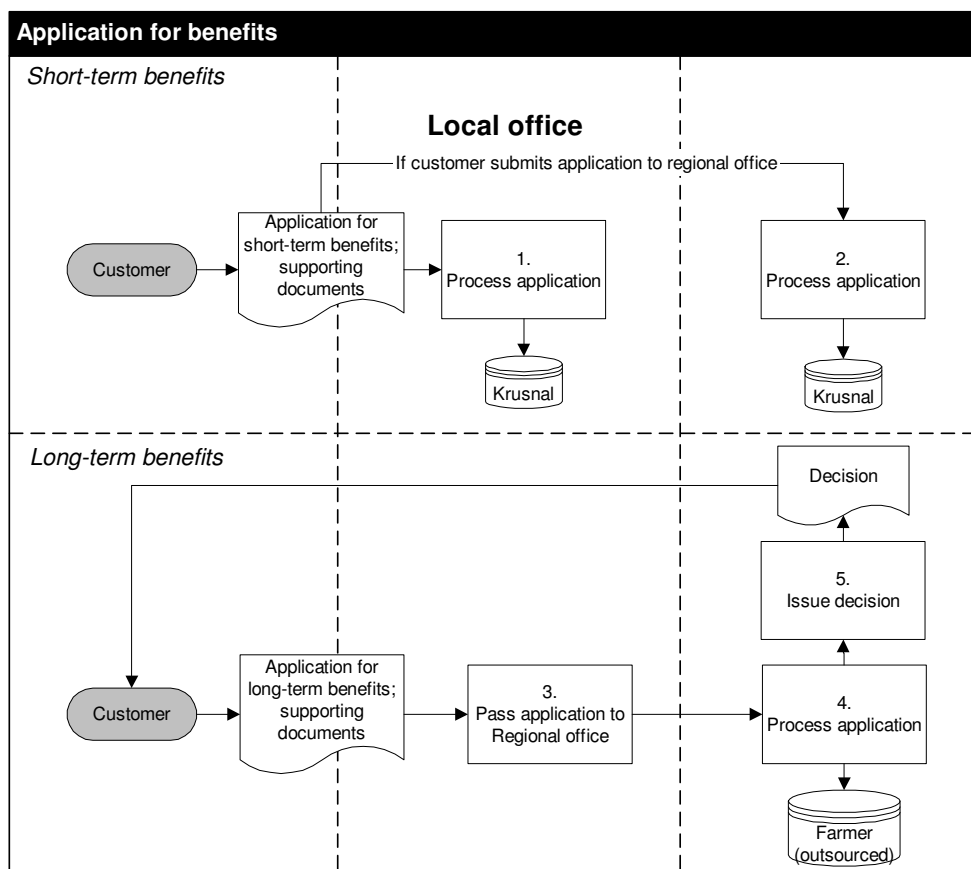 Application for benefits
Short-term benefits
Local office
If customer submits application to regional office
Customer
Application for
short-term benefits;
supporting
documents
1.
Process application
2.
Process application
Krusnal
Krusnal
Long-term benefits
Decision
5.
Issue decision
Customer
Application for
long-term benefits;
supporting
documents
3.
Pass application to
Regional office
4.
Process application
Farmer
(outsourced)